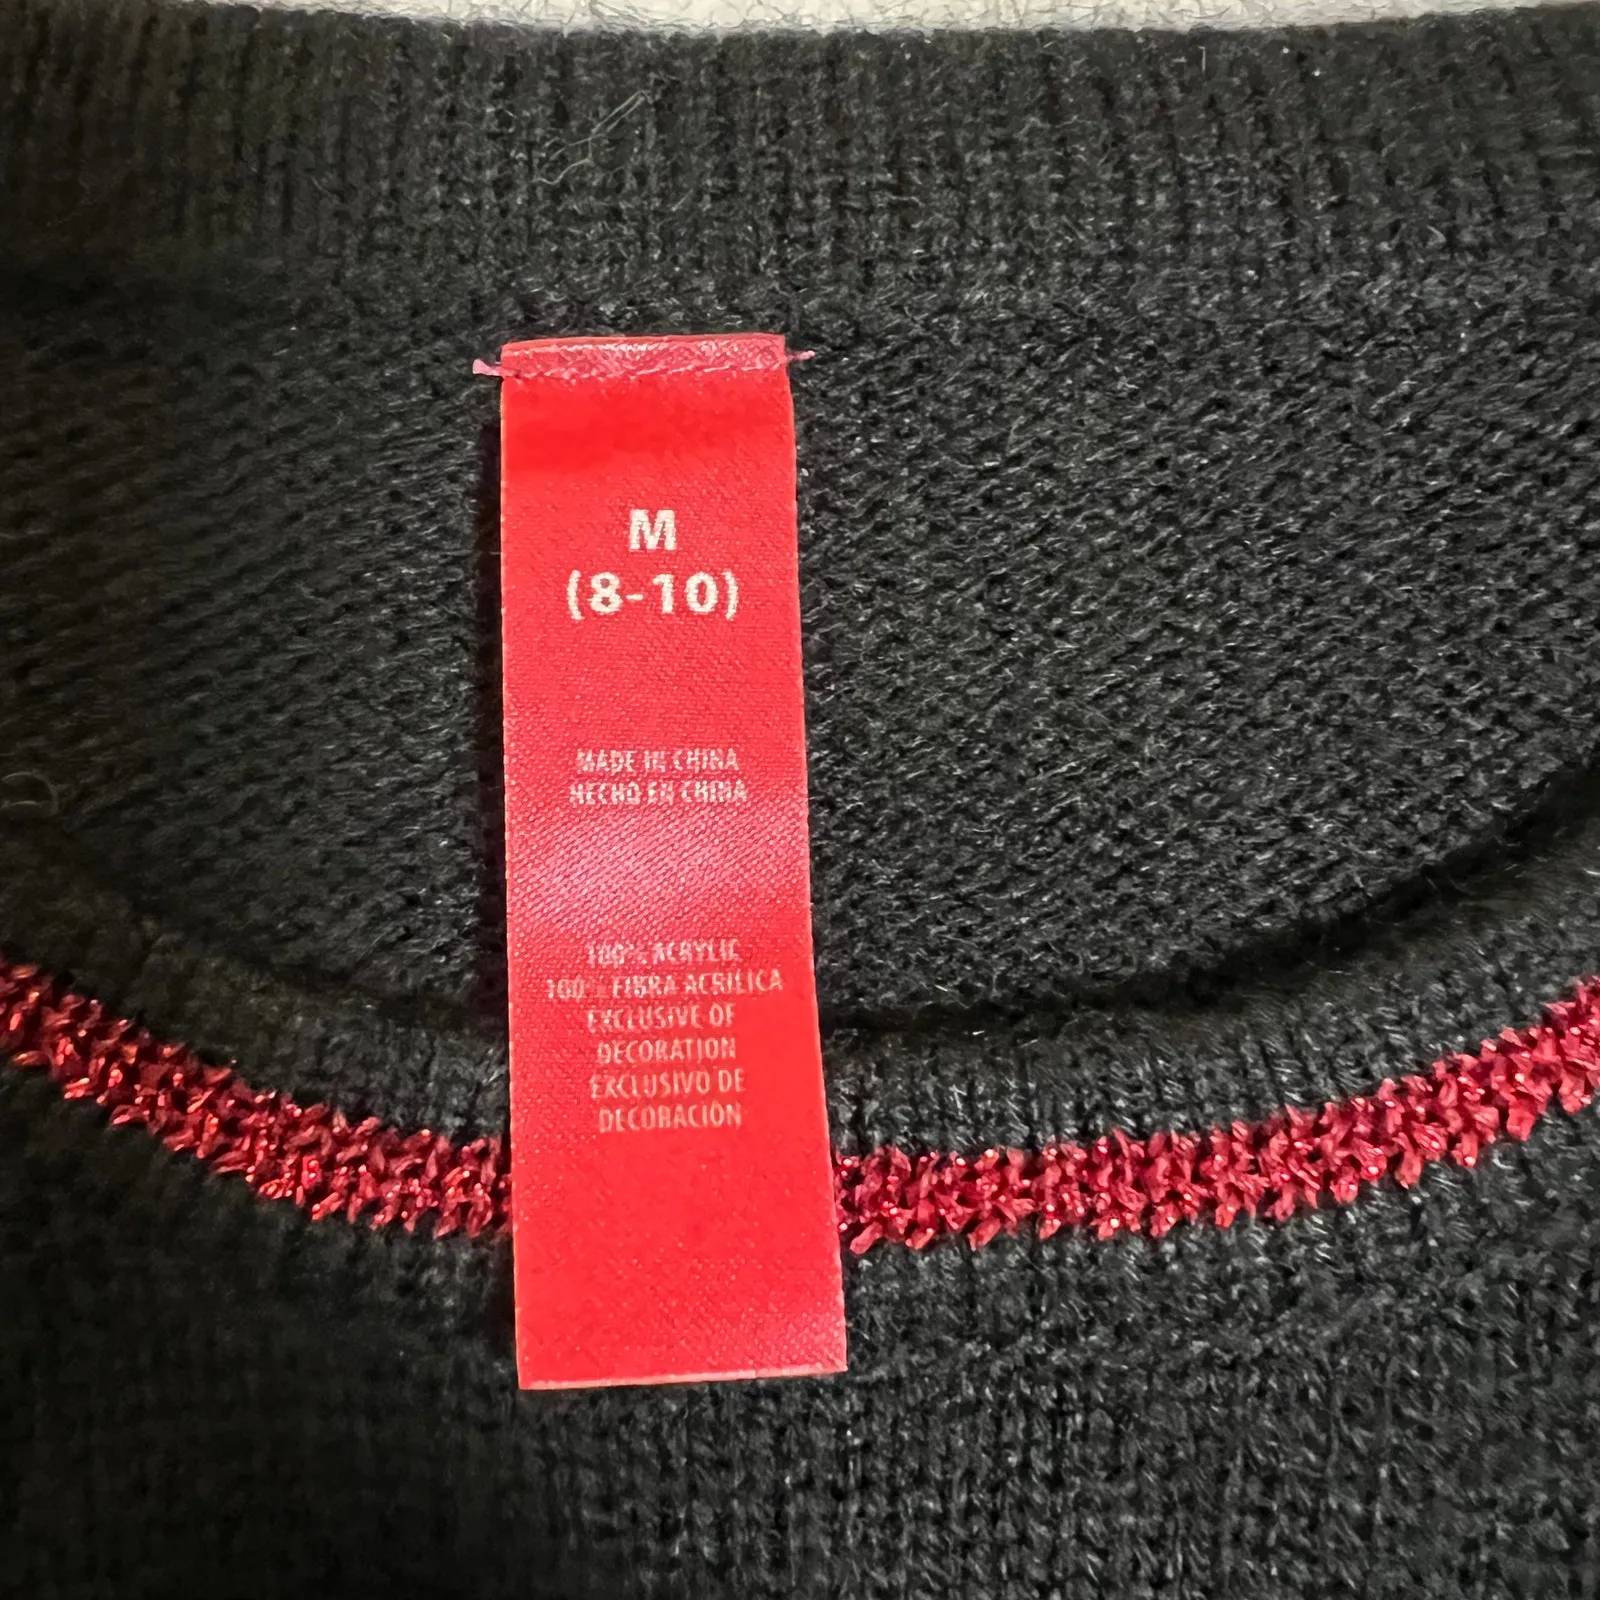 M
(8-10)
MADE IN CHINA
HECHO EN CHINA
100% ACRYLIC
100% FIBRA ACRILICA
EXCLUSIVE OF
DECORATION
EXCLUSIVO DE
DECORACIÓN